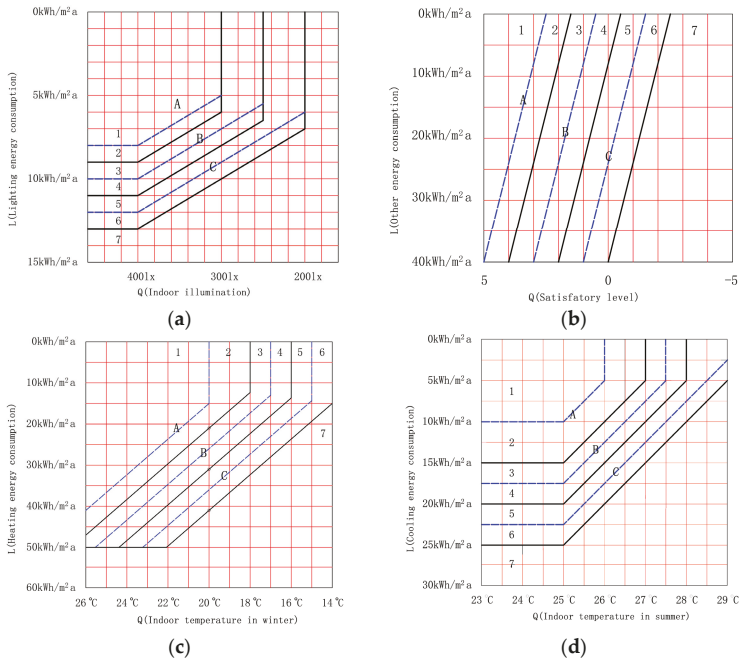 0kWh/m²a
5kWh/m²a
10kWh/m²a
15kWh/m²a
L(Lighting energy consumption)
A
B
C
1
2
3
4
5
6
7
400lx 300lx 200lx
Q(Indoor illumination)
(a)
0kWh/m²a
10kWh/m²a
20kWh/m²a
30kWh/m²a
40kWh/m²a
L(Other energy consumption)
1 2 3 4 5 6 7
A
B
C
5 0 -5
Q(Satisfatory level)
(b)
0kWh/m²a
10kWh/m²a
20kWh/m²a
30kWh/m²a
40kWh/m²a
50kWh/m²a
60kWh/m²a
L(Heating energy consumption)
1 2 3 4 5 6
7
A
B
C
26℃ 24℃ 22℃ 20℃ 18℃ 16℃ 14℃
Q(Indoor temperature in winter)
(c)
0kWh/m²a
5kWh/m²a
10kWh/m²a
15kWh/m²a
20kWh/m²a
25kWh/m²a
30kWh/m²a
L(Cooling energy consumption)
1
A
2
B
3
C
4
5
6
7
23 C 24 C 25 C 26 C 27 C 28 C 29 C
Q(Indoor temperature in summer)
(d)